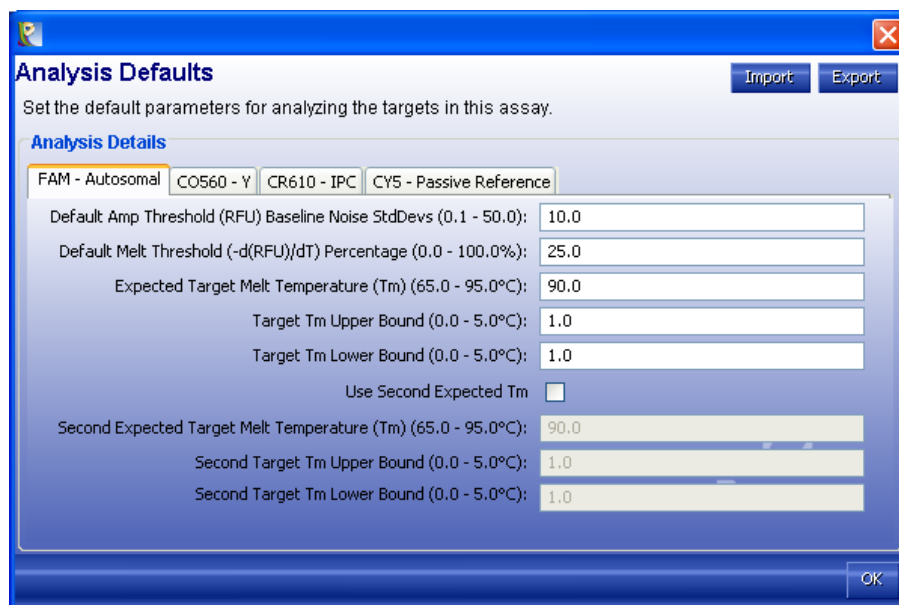 Analysis Defaults
Import Export
Set the default parameters for analyzing the targets in this assay.
Analysis Details
FAM - Autosomal CO560 - Y CR610 - IPC CY5 - Passive Reference
Default Amp Threshold (RFU) Baseline Noise StdDevs (0.1 - 50.0): 10.0
Default Melt Threshold (-d(RFU)/dT) Percentage (0.0 - 100.0%): 25.0
Expected Target Melt Temperature (Tm) (65.0 - 95.0°C): 90.0
Target Tm Upper Bound (0.0 - 5.0°C): 1.0
Target Tm Lower Bound (0.0 - 5.0°C): 1.0
Use Second Expected Tm
Second Expected Target Melt Temperature (Tm) (65.0 - 95.0°C): 90.0
Second Target Tm Upper Bound (0.0 - 5.0°C): 1.0
Second Target Tm Lower Bound (0.0 - 5.0°C): 1.0
OK